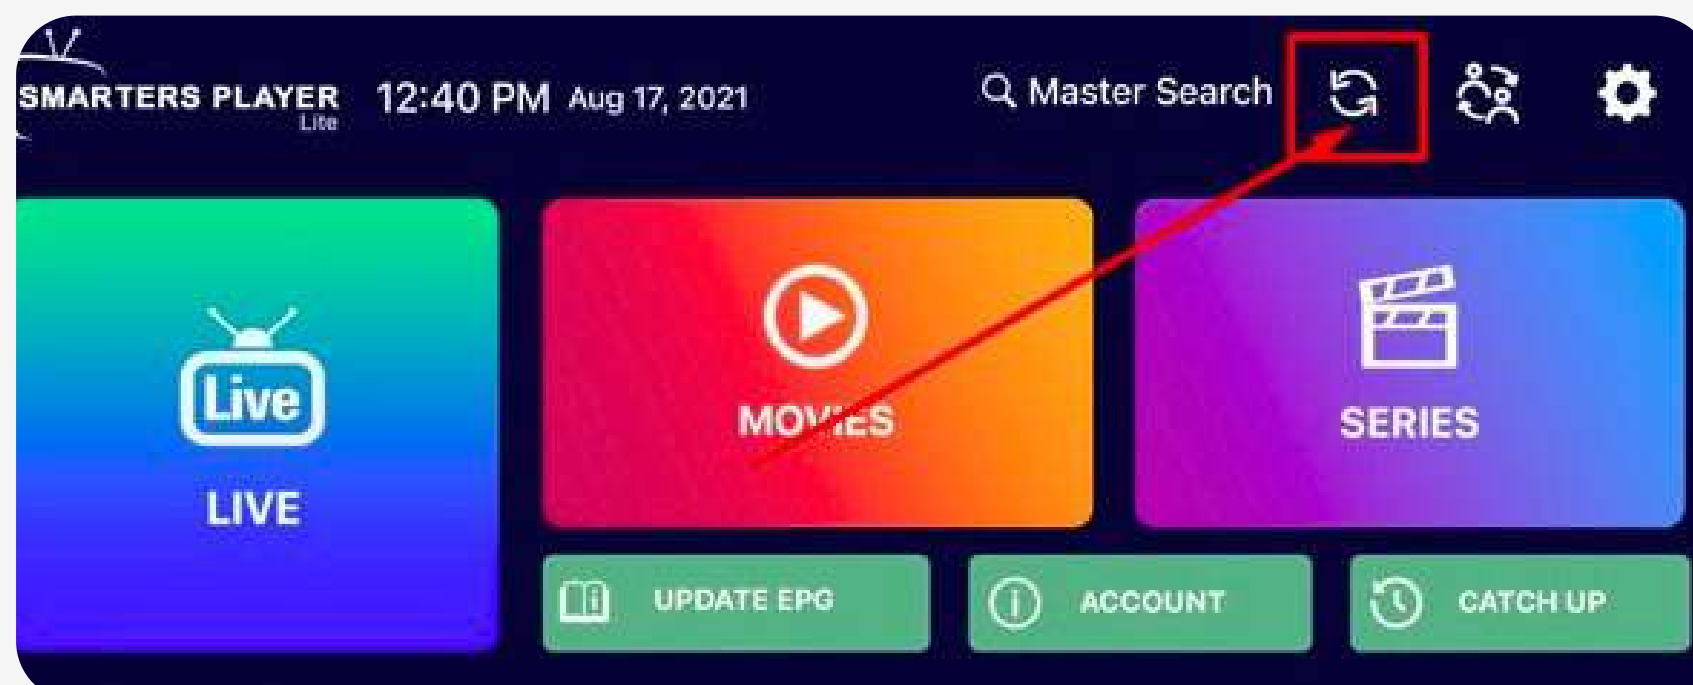 SMARTERS PLAYER
Lite
12:40 PM Aug 17, 2021
Master Search
Live
LIVE
MOVIES
SERIES
UPDATE EPG
ACCOUNT
CATCH UP